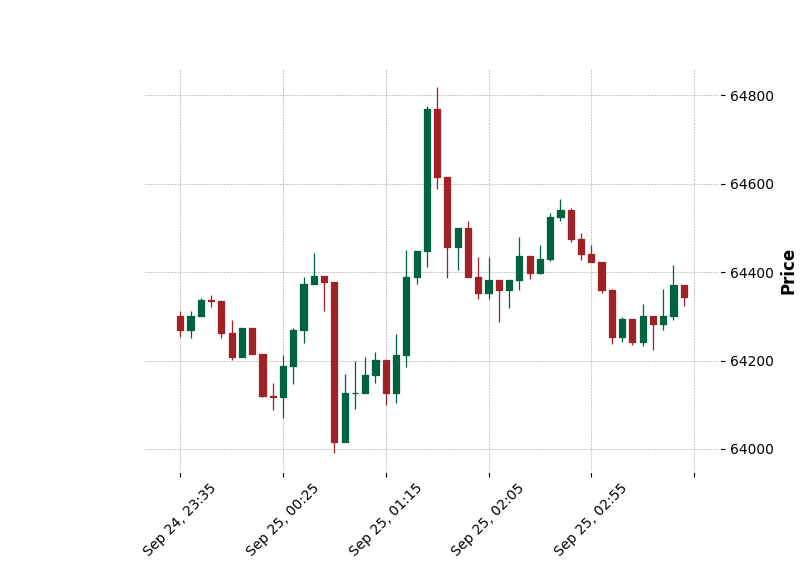 64800
64600
64400
64200
64000
Price
Sep 24, 23:35
Sep 25, 00:25
Sep 25, 01:15
Sep 25, 02:05
Sep 25, 02:55